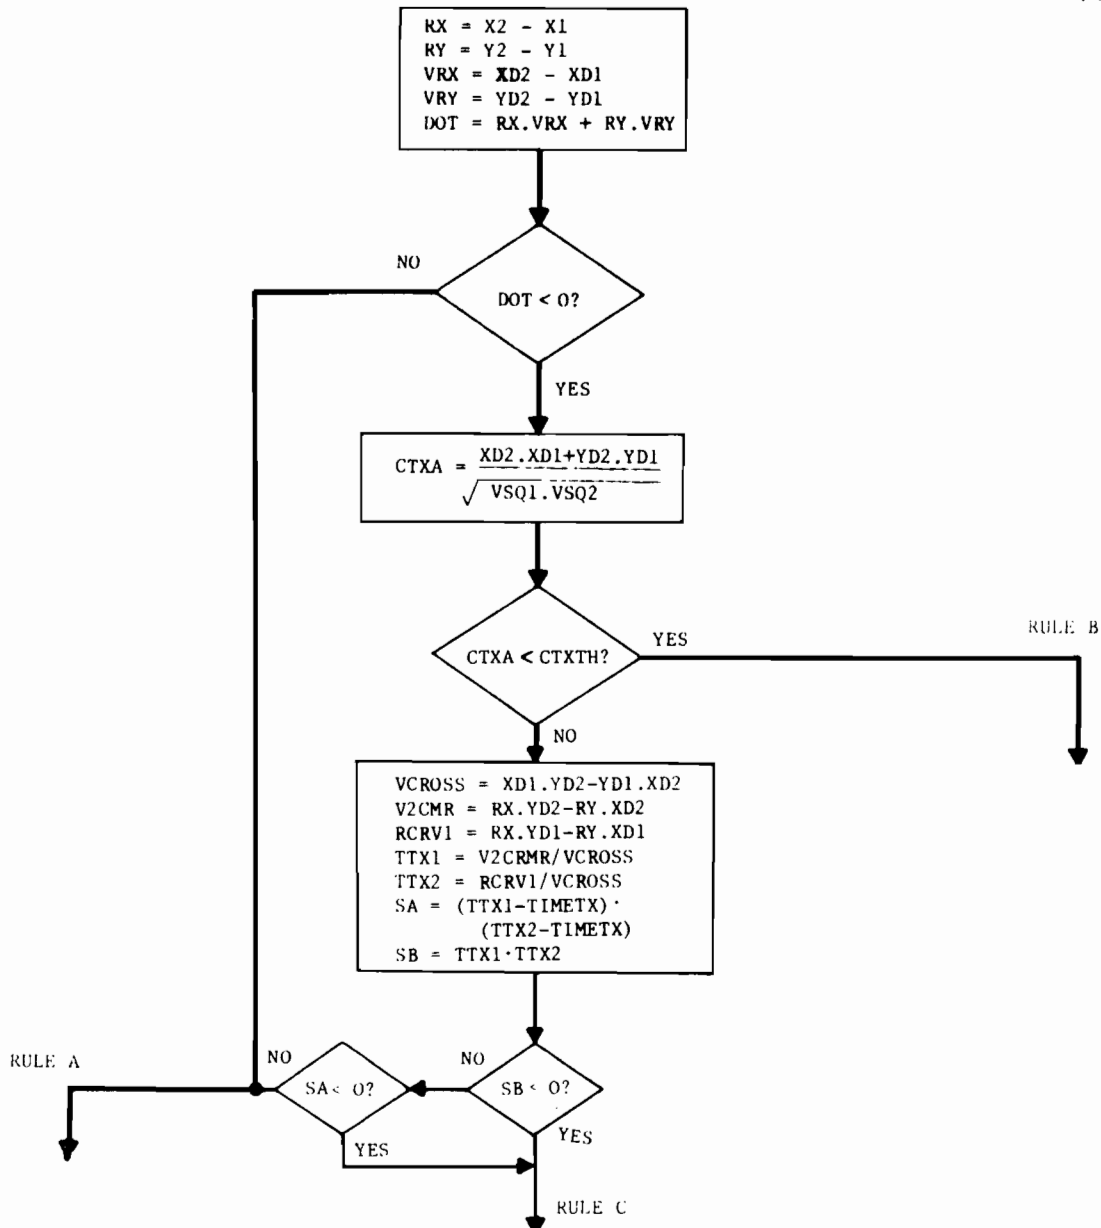 RX = X2 - X1
RY = Y2 - Y1
VRX = XD2 - XD1
VRY = YD2 - YD1
DOT = RX.VRX + RY.VRY
NO
DOT < 0?
YES
CTXA = XD2.XD1+YD2.YD1
√ VSQ1.VSQ2
RULE B
CTXA < CTXTH?
YES
NO
VCROSS = XD1.YD2-YD1.XD2
V2CMR = RX.YD2-RY.XD2
RCRV1 = RX.YD1-RY.XD1
TTX1 = V2CRMR/VCROSS
TTX2 = RCRV1/VCROSS
SA = (TTX1-TIMETX)·
(TTX2-TIMETX)
SB = TTX1·TTX2
RULE A
NO
SA < 0?
NO
SB < 0?
YES
YES
RULE C